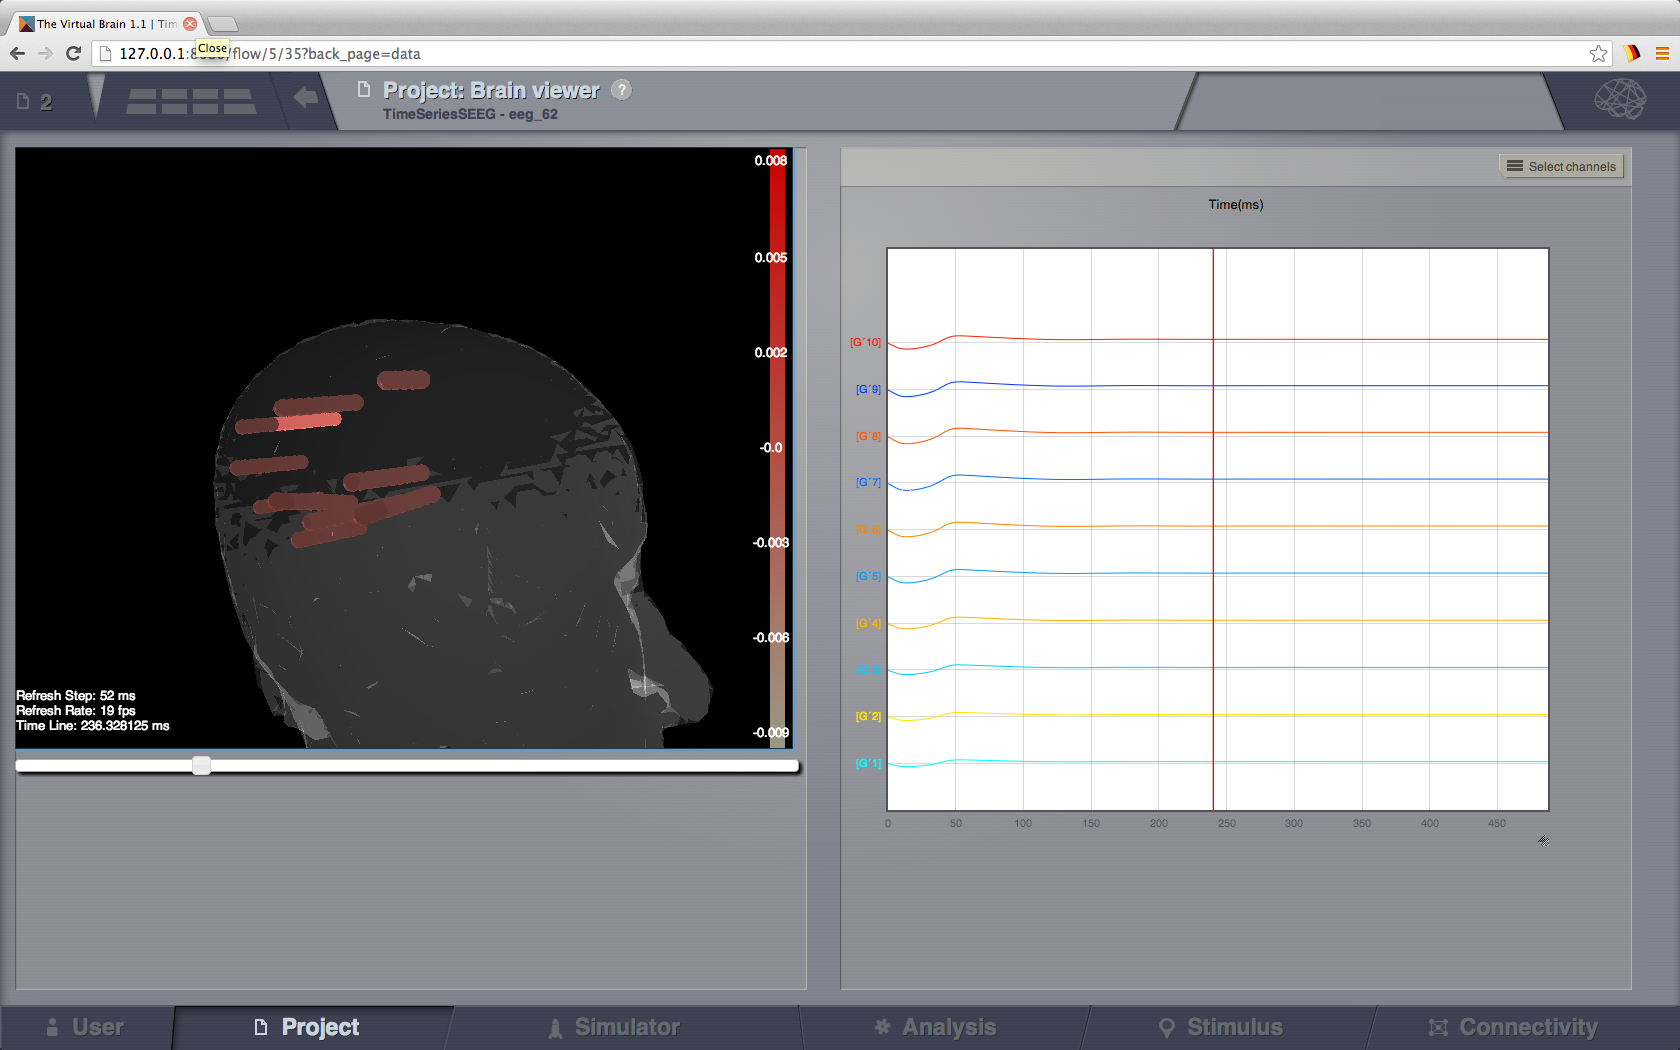 The Virtual Brain 1.1 | Tim
Close
127.0.0.1:8080/flow/5/35?back_page=data
2
Project: Brain viewer ?
TimeSeriesSEEG - eeg_62
0.008
0.005
0.002
-0.0
-0.003
-0.006
-0.009
Refresh Step: 52 ms
Refresh Rate: 19 fps
Time Line: 236.328125 ms
Select channels
Time(ms)
[G'10]
[G'9]
[G'8]
[G'7]
[G'6]
[G'5]
[G'4]
[G'3]
[G'2]
[G'1]
0 50 100 150 200 250 300 350 400 450
User Project Simulator Analysis Stimulus Connectivity